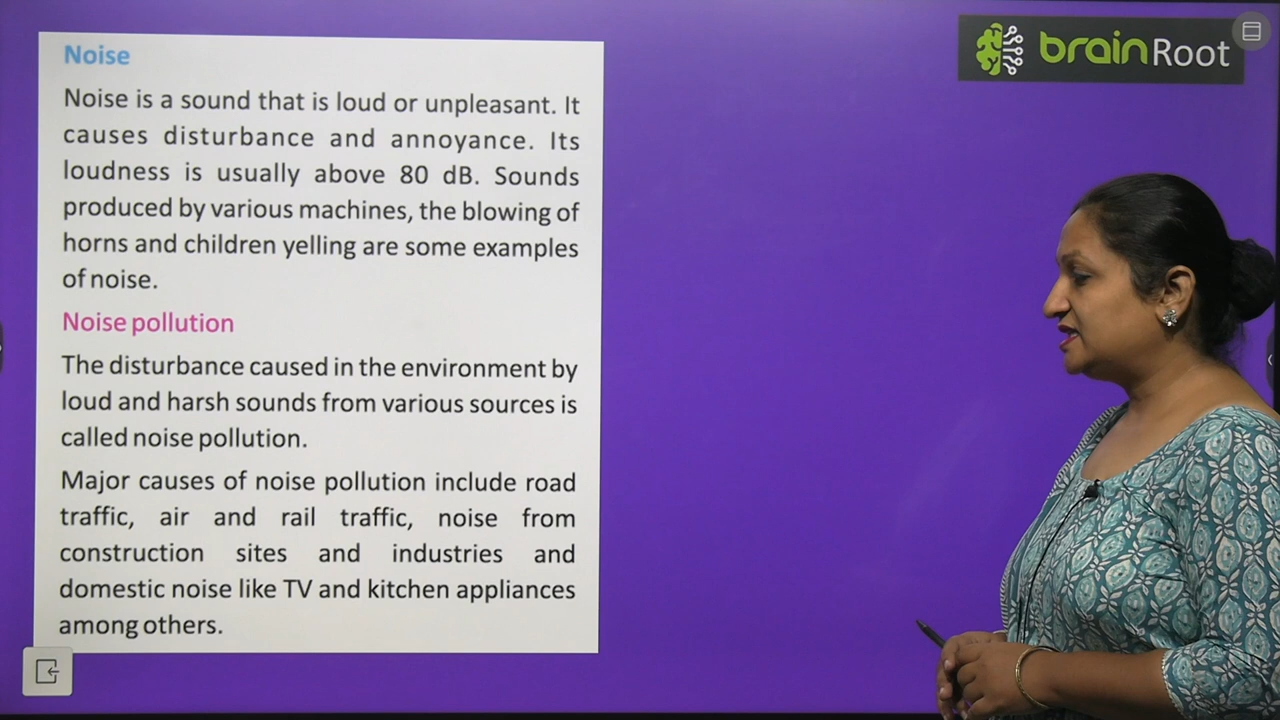 Noise
Noise is a sound that is loud or unpleasant. It
causes disturbance and annoyance. Its
loudness is usually above 80 dB. Sounds
produced by various machines, the blowing of
horns and children yelling are some examples
of noise.
Noise pollution
The disturbance caused in the environment by
loud and harsh sounds from various sources is
called noise pollution.
Major causes of noise pollution include road
traffic, air and rail traffic, noise from
construction sites and industries and
domestic noise like TV and kitchen appliances
among others.
brainRoot